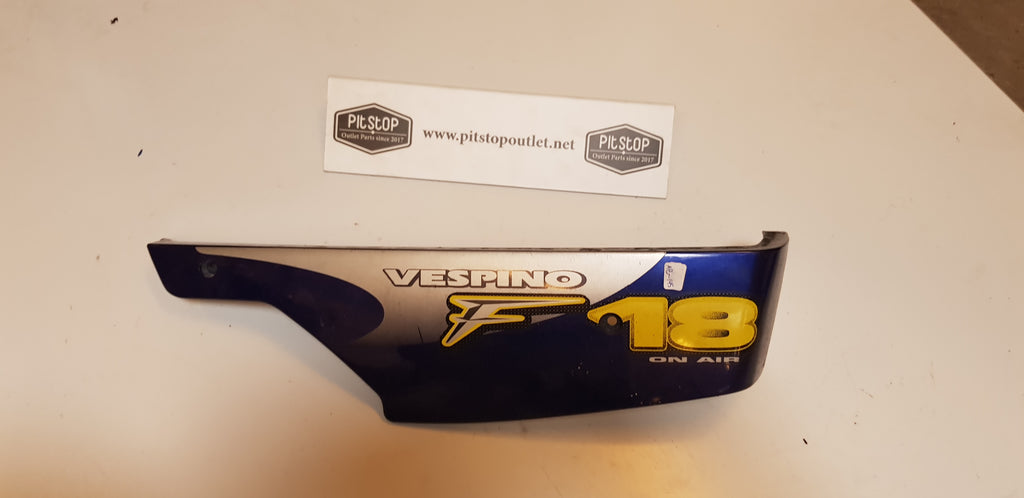 PitStop
Outlet Parts since 2017
www.pitstopoutlet.net
PitStop
Outlet Parts since 2017
VESPINO
F 18
ON AIR